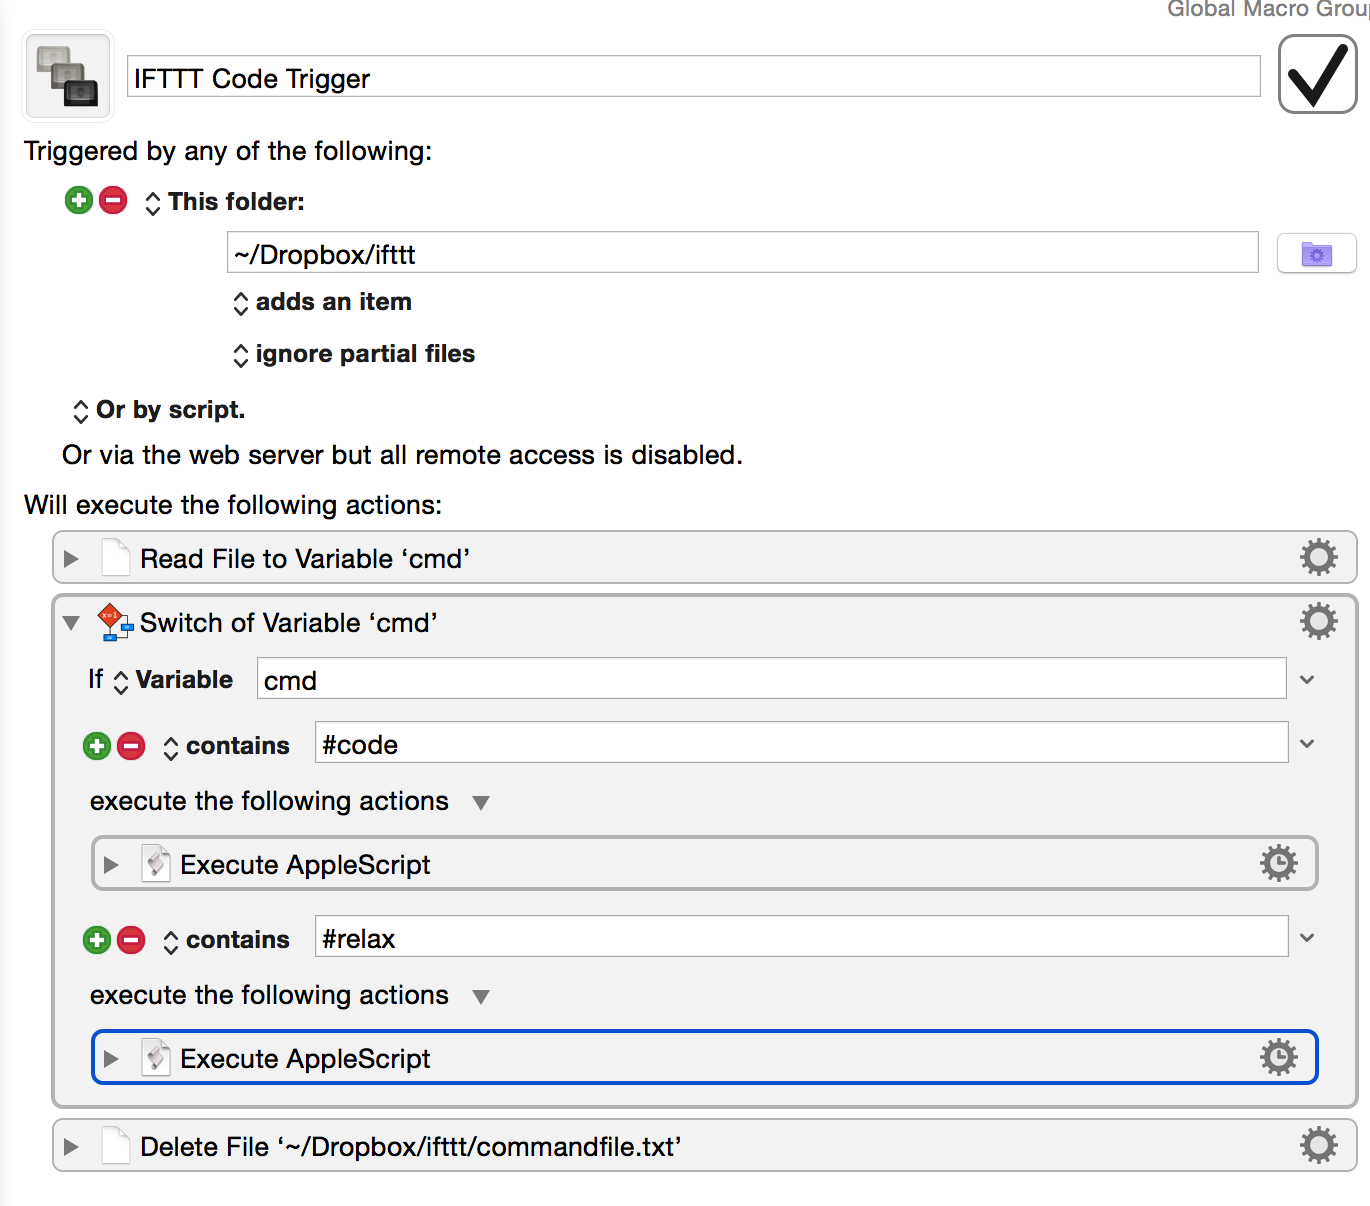 Global Macro Grou
IFTTT Code Trigger
Triggered by any of the following:
This folder:
~/Dropbox/ifttt
adds an item
ignore partial files
Or by script.
Or via the web server but all remote access is disabled.
Will execute the following actions:
Read File to Variable ‘cmd’
Switch of Variable ‘cmd’
If Variable cmd
contains #code
execute the following actions
Execute AppleScript
contains #relax
execute the following actions
Execute AppleScript
Delete File ‘~/Dropbox/ifttt/commandfile.txt’